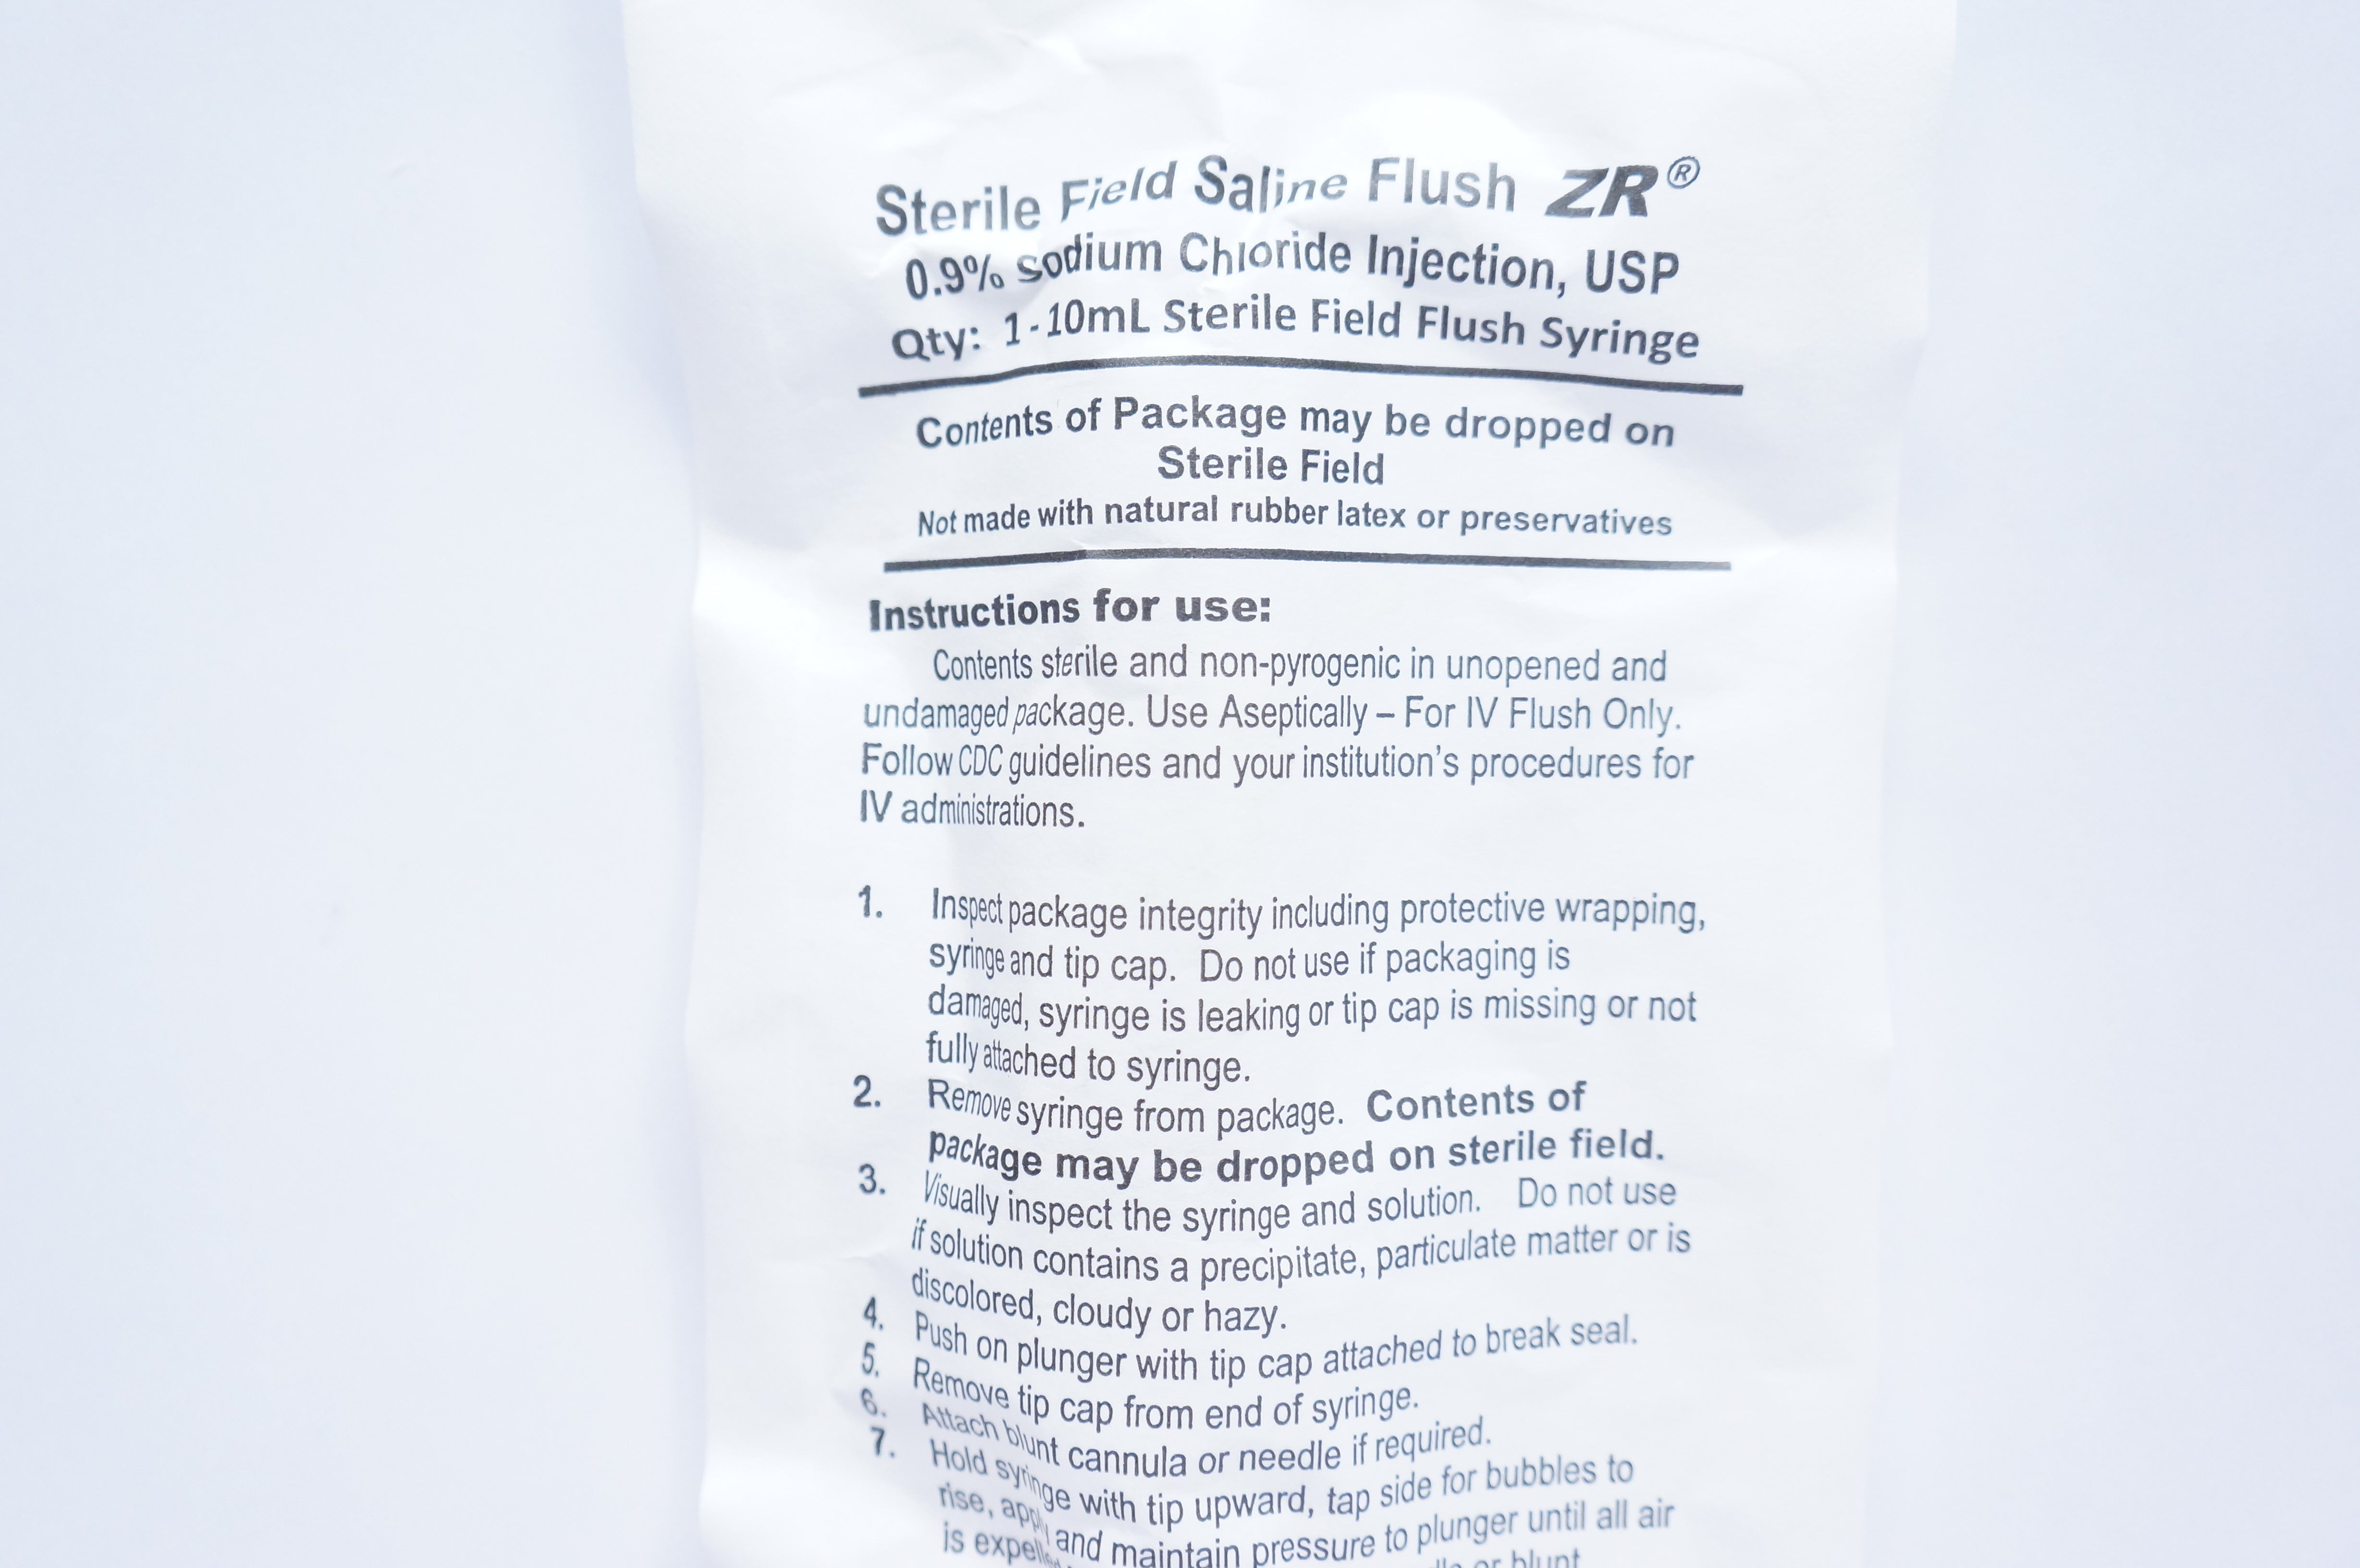 Sterile Field Saline Flush ZR®
0.9% Sodium Chloride Injection, USP
Qty: 1-10mL Sterile Field Flush Syringe
Contents of Package may be dropped on
Sterile Field
Not made with natural rubber latex or preservatives
Instructions for use:
Contents sterile and non-pyrogenic in unopened and
undamaged package. Use Aseptically – For IV Flush Only.
Follow CDC guidelines and your institution's procedures for
IV administrations.
1. Inspect package integrity including protective wrapping,
syringe and tip cap. Do not use if packaging is
damaged, syringe is leaking or tip cap is missing or not
fully attached to syringe.
2. Remove syringe from package. Contents of
package may be dropped on sterile field.
3. Visually inspect the syringe and solution. Do not use
if solution contains a precipitate, particulate matter or is
discolored, cloudy or hazy.
4. Push on plunger with tip cap attached to break seal.
5. Remove tip cap from end of syringe.
6. Attach blunt cannula or needle if required.
7. Hold syringe with tip upward, tap side for bubbles to
rise, apply and maintain pressure to plunger until all air
is expelled or blunt